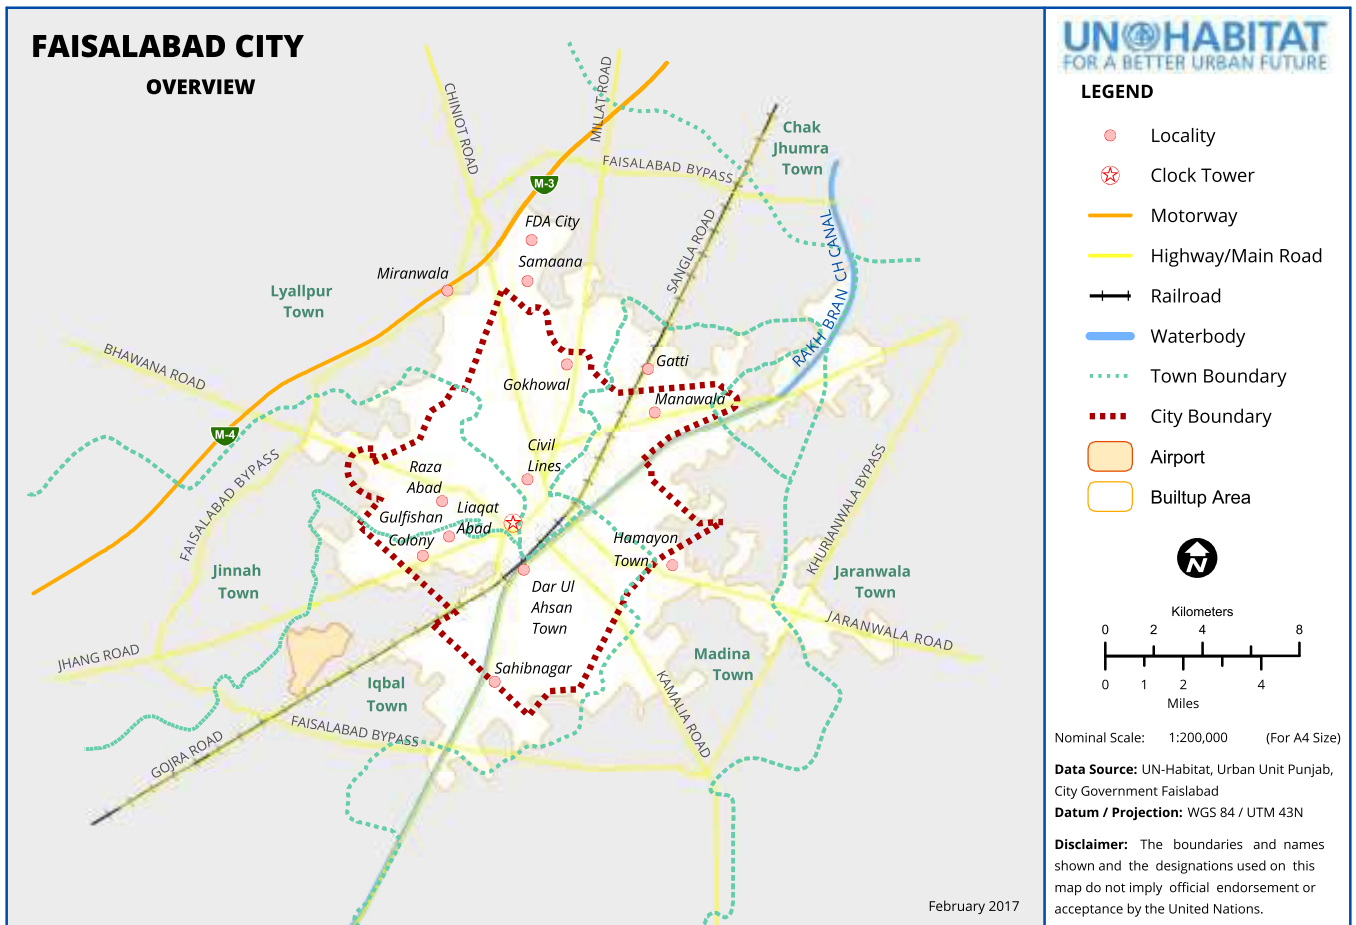 FAISALABAD CITY
OVERVIEW
CHINIOT ROAD
MILLAT ROAD
Chak
Jhumra
Town
FAISALABAD BYPASS
M-3
FDA City
Samaana
Miranwala
SANGLA ROAD
RAKH BRAN CH CANAL
Lyallpur
Town
BHAWANA ROAD
Gatti
Gokhowal
Manawala
M-4
Civil
Lines
FAISALABAD BYPASS
Raza
Abad
Gulfishan
Colony
Liaqat
Abad
Hamayon
Town
KHURIANWALA BYPASS
Jinnah
Town
Dar Ul
Ahsan
Town
Jaranwala
Town
JARANWALA ROAD
JHANG ROAD
Madina
Town
Sahibnagar
Iqbal
Town
KAMALIA ROAD
FAISALABAD BYPASS
GOJRA ROAD
February 2017
UN HABITAT
FOR A BETTER URBAN FUTURE
LEGEND
Locality
Clock Tower
Motorway
Highway/Main Road
Railroad
Waterbody
Town Boundary
City Boundary
Airport
Builtup Area
N
Kilometers
0 2 4 8
0 1 2 4
Miles
Nominal Scale: 1:200,000 (For A4 Size)
Data Source: UN-Habitat, Urban Unit Punjab,
City Government Faislabad
Datum / Projection: WGS 84 / UTM 43N
Disclaimer: The boundaries and names
shown and the designations used on this
map do not imply official endorsement or
acceptance by the United Nations.